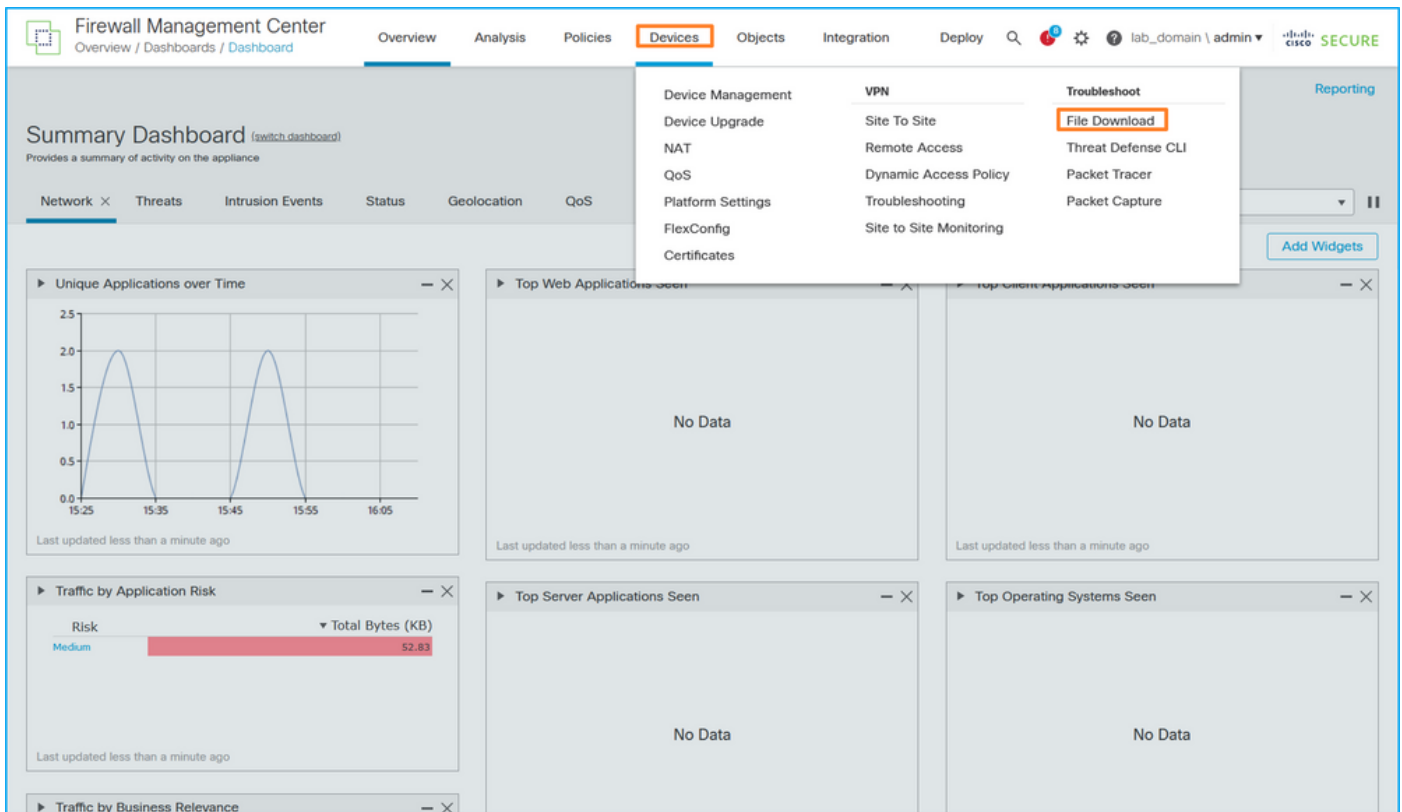 Firewall Management Center
Overview / Dashboards / Dashboard
Overview
Analysis
Policies
Devices
Objects
Integration
Deploy
lab_domain \ admin
cisco SECURE
Device Management
Device Upgrade
NAT
QoS
Platform Settings
FlexConfig
Certificates
VPN
Site To Site
Remote Access
Dynamic Access Policy
Troubleshooting
Site to Site Monitoring
Troubleshoot
File Download
Threat Defense CLI
Packet Tracer
Packet Capture
Reporting
Summary Dashboard (switch dashboard)
Provides a summary of activity on the appliance
Network
Threats
Intrusion Events
Status
Geolocation
QoS
Add Widgets
Unique Applications over Time
2.5
2.0
1.5
1.0
0.5
0.0
15:25 15:35 15:45 15:55 16:05
Last updated less than a minute ago
Top Web Applications Seen
No Data
Last updated less than a minute ago
Top Client Applications Seen
No Data
Last updated less than a minute ago
Traffic by Application Risk
Risk Total Bytes (KB)
Medium 52.83
Last updated less than a minute ago
Top Server Applications Seen
No Data
Top Operating Systems Seen
No Data
Traffic by Business Relevance